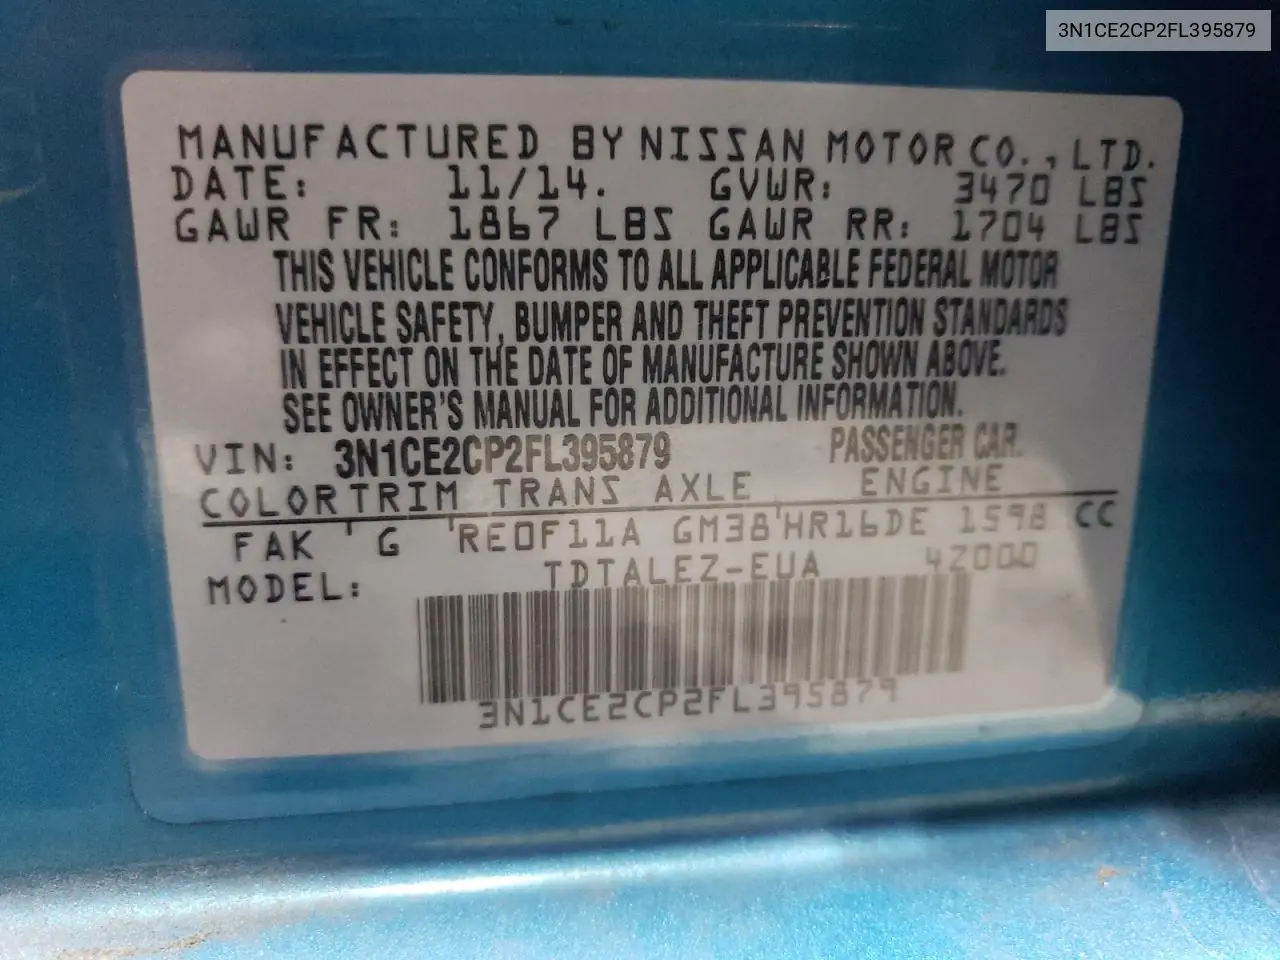 3N1CE2CP2FL395879
MANUFACTURED BY NISSAN MOTOR CO., LTD.
DATE: 11/14. GVWR: 3470 LBS
GAWR FR: 1867 LBS GAWR RR: 1704 LBS
THIS VEHICLE CONFORMS TO ALL APPLICABLE FEDERAL MOTOR
VEHICLE SAFETY, BUMPER AND THEFT PREVENTION STANDARDS
IN EFFECT ON THE DATE OF MANUFACTURE SHOWN ABOVE.
SEE OWNER'S MANUAL FOR ADDITIONAL INFORMATION.
VIN: 3N1CE2CP2FL395879 PASSENGER CAR.
COLOR TRIM TRANS AXLE ENGINE
FAK ' G 'RE0F11A GM38'HR16DE 1598 CC
MODEL: TDTALEZ-EUA 4Z000
3N1CE2CP2FL395879